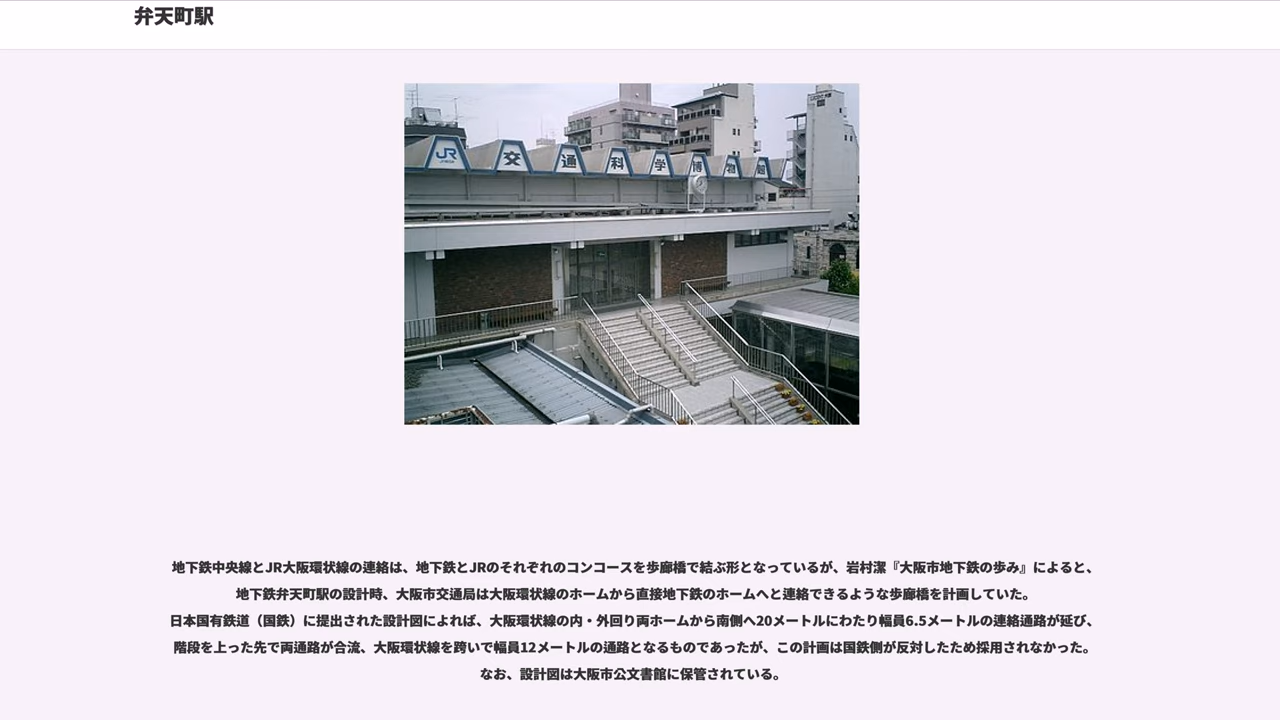 弁天町駅
JR 交通科学博物館
地下鉄中央線とJR大阪環状線の連絡は、地下鉄とJRのそれぞれのコンコースを歩廊橋で結ぶ形となっているが、岩村潔『大阪市地下鉄の歩み』によると、
地下鉄弁天町駅の設計時、大阪市交通局は大阪環状線のホームから直接地下鉄のホームへと連絡できるような歩廊橋を計画していた。
日本国有鉄道（国鉄）に提出された設計図によれば、大阪環状線の内・外回り両ホームから南側へ20メートルにわたり幅員6.5メートルの連絡通路が延び、
階段を上った先で両通路が合流、大阪環状線を跨いで幅員12メートルの通路となるものであったが、この計画は国鉄側が反対したため採用されなかった。
なお、設計図は大阪市公文書館に保管されている。